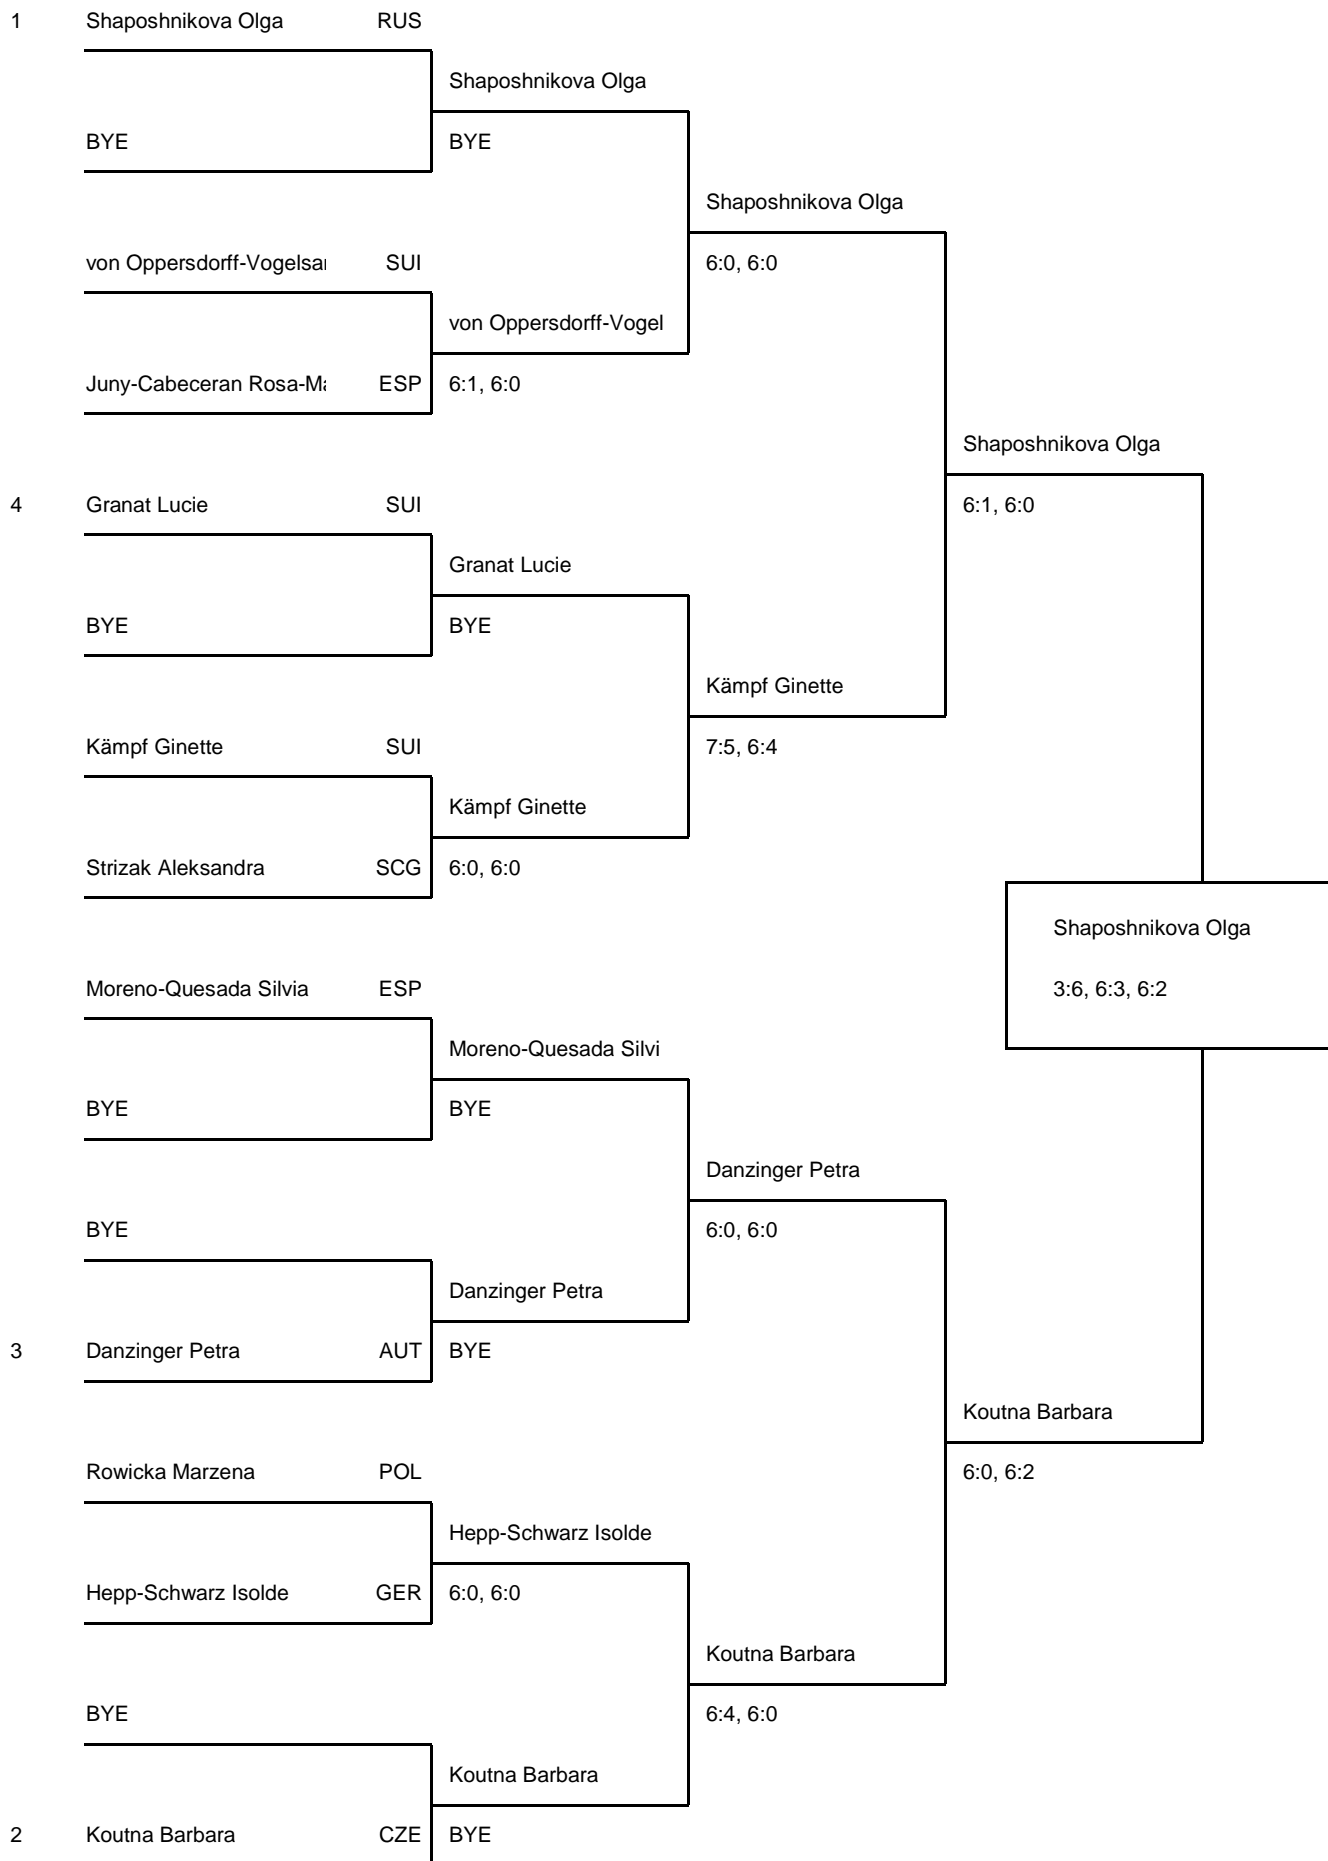 1 Shaposhnikova Olga RUS
Shaposhnikova Olga
BYE BYE
Shaposhnikova Olga
von Oppersdorff-Vogelsa SUI 6:0, 6:0
von Oppersdorff-Vogel
Juny-Cabeceran Rosa-M ESP 6:1, 6:0
Shaposhnikova Olga
4 Granat Lucie SUI 6:1, 6:0
Granat Lucie
BYE BYE
Kämpf Ginette
Kämpf Ginette SUI 7:5, 6:4
Kämpf Ginette
Strizak Aleksandra SCG 6:0, 6:0
Shaposhnikova Olga
Moreno-Quesada Silvia ESP 3:6, 6:3, 6:2
Moreno-Quesada Silvi
BYE BYE
Danzinger Petra
BYE 6:0, 6:0
Danzinger Petra
3 Danzinger Petra AUT BYE
Koutna Barbara
Rowicka Marzena POL 6:0, 6:2
Hepp-Schwarz Isolde
Hepp-Schwarz Isolde GER 6:0, 6:0
Koutna Barbara
BYE 6:4, 6:0
Koutna Barbara
2 Koutna Barbara CZE BYE